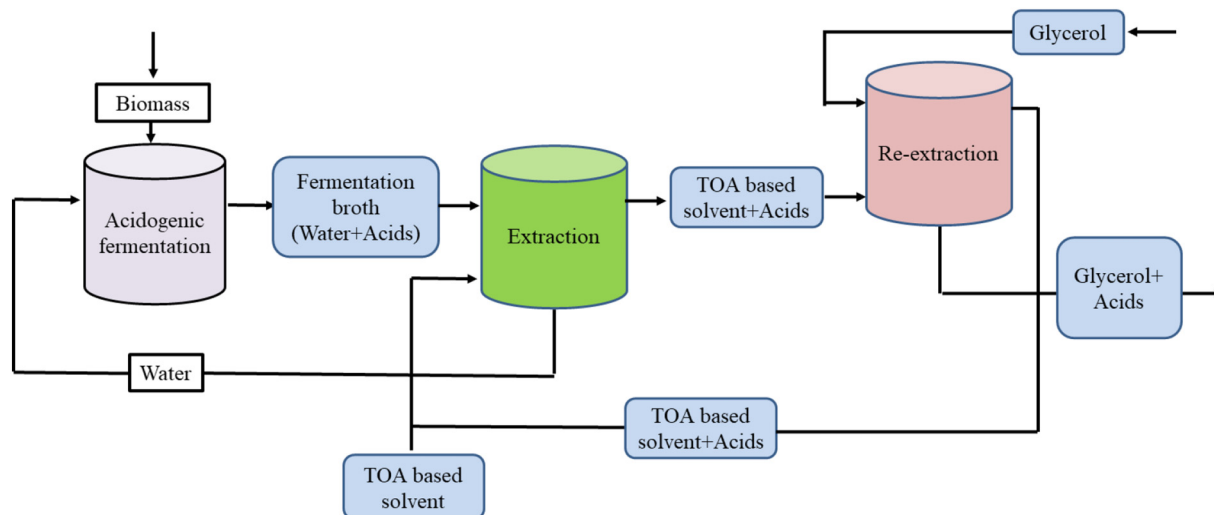 Glycerol
Biomass
Acidogenic
fermentation
Fermentation
broth
(Water+Acids)
Extraction
TOA based
solvent+Acids
Re-extraction
Glycerol+
Acids
Water
TOA based
solvent+Acids
TOA based
solvent